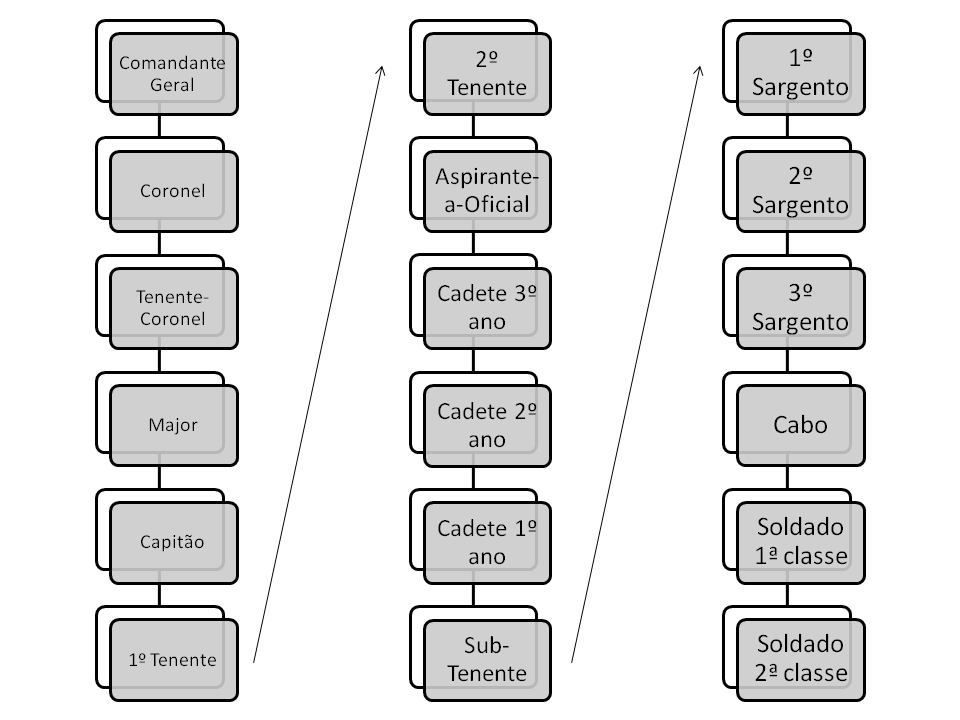 Comandante
Geral
Coronel
Tenente-
Coronel
Major
Capitão
1º Tenente
2º
Tenente
Aspirante-
a-Oficial
Cadete 3º
ano
Cadete 2º
ano
Cadete 1º
ano
Sub-
Tenente
1º
Sargento
2º
Sargento
3º
Sargento
Cabo
Soldado
1ª classe
Soldado
2ª classe